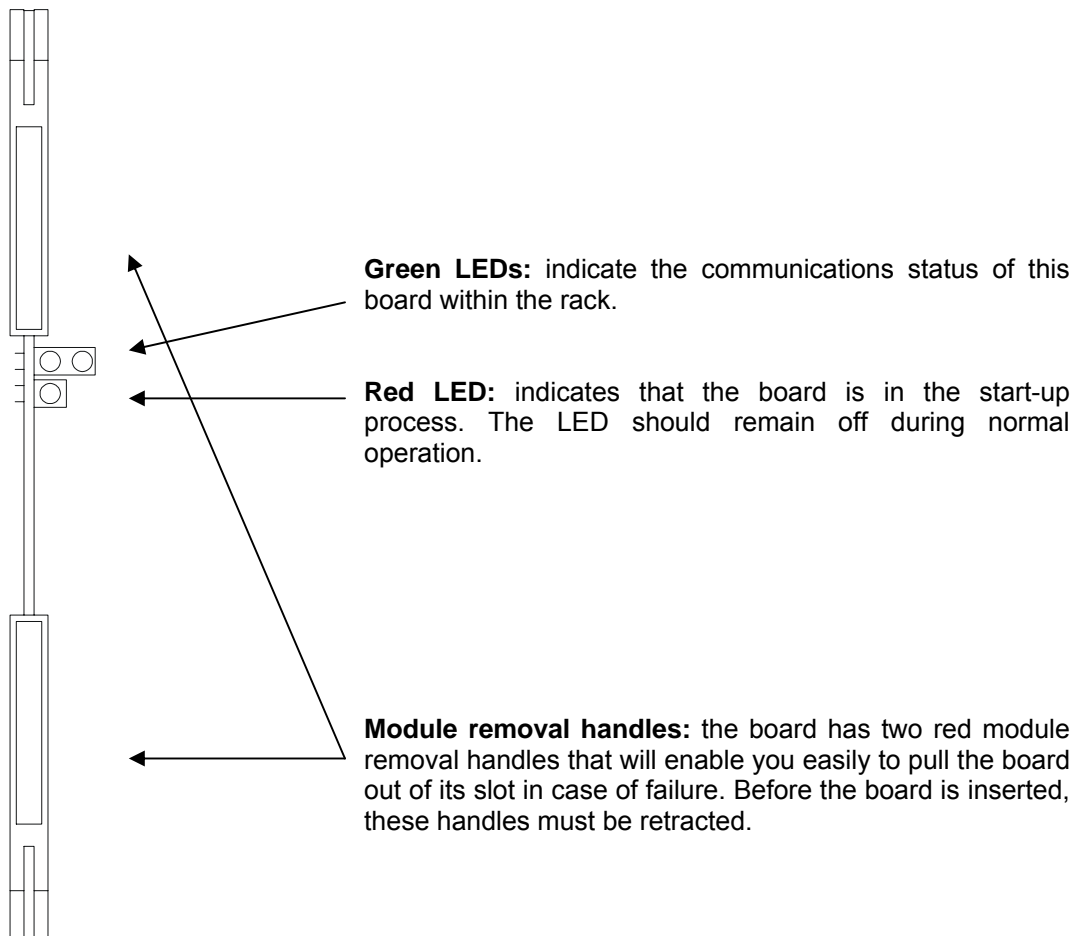 Green LEDs: indicate the communications status of this
board within the rack.
Red LED: indicates that the board is in the start-up
process. The LED should remain off during normal
operation.
Module removal handles: the board has two red module
removal handles that will enable you easily to pull the board
out of its slot in case of failure. Before the board is inserted,
these handles must be retracted.